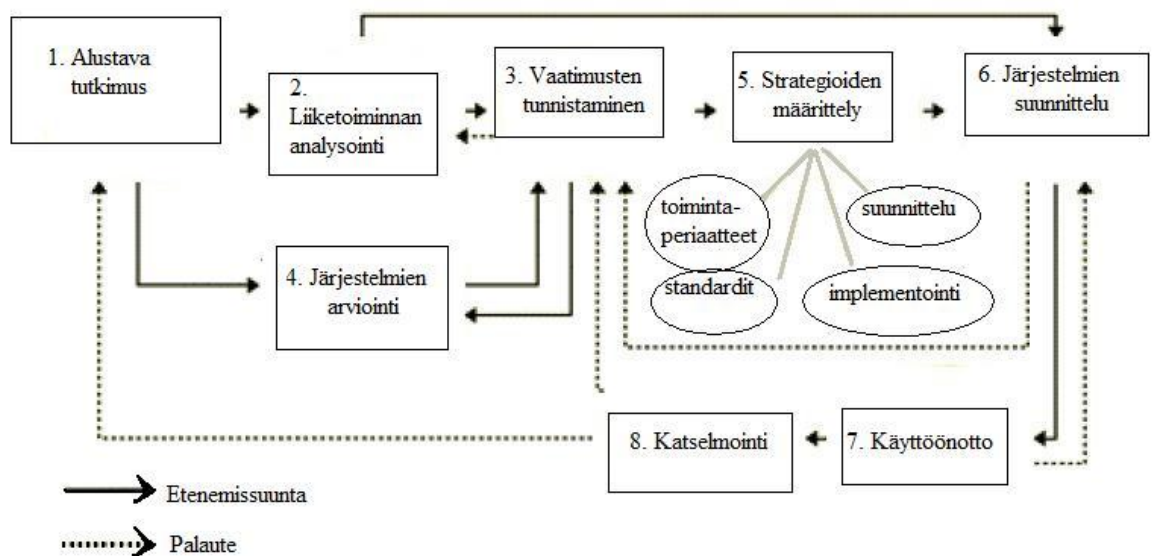 1. Alustava
tutkimus
2.
Liiketoiminnan
analysointi
3. Vaatimusten
tunnistaminen
5. Strategioiden
määrittely
6. Järjestelmien
suunnittelu
toiminta-
periaatteet
suunnittelu
standardit
implementointi
4. Järjestelmien
arviointi
8. Katselmointi
7. Käyttöönotto
Etenemissuunta
Palaute